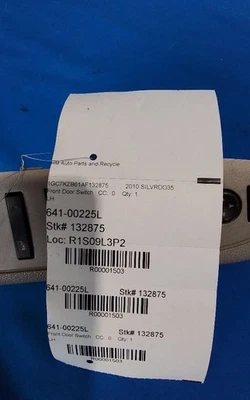 Auto Parts and Recycle
1GC7K2B61AF132875 2010 SILVRDO35
Front Door Switch CC: 0 Qty: 1
LH
641-00225L
Stk# 132875
Loc: R1S09L3P2
R00001503
641-00225L Stk# 132875
R00001503
641-00225L Stk# 132875
Front Door Switch CC: 0 Qty: 1
LH
R00001503